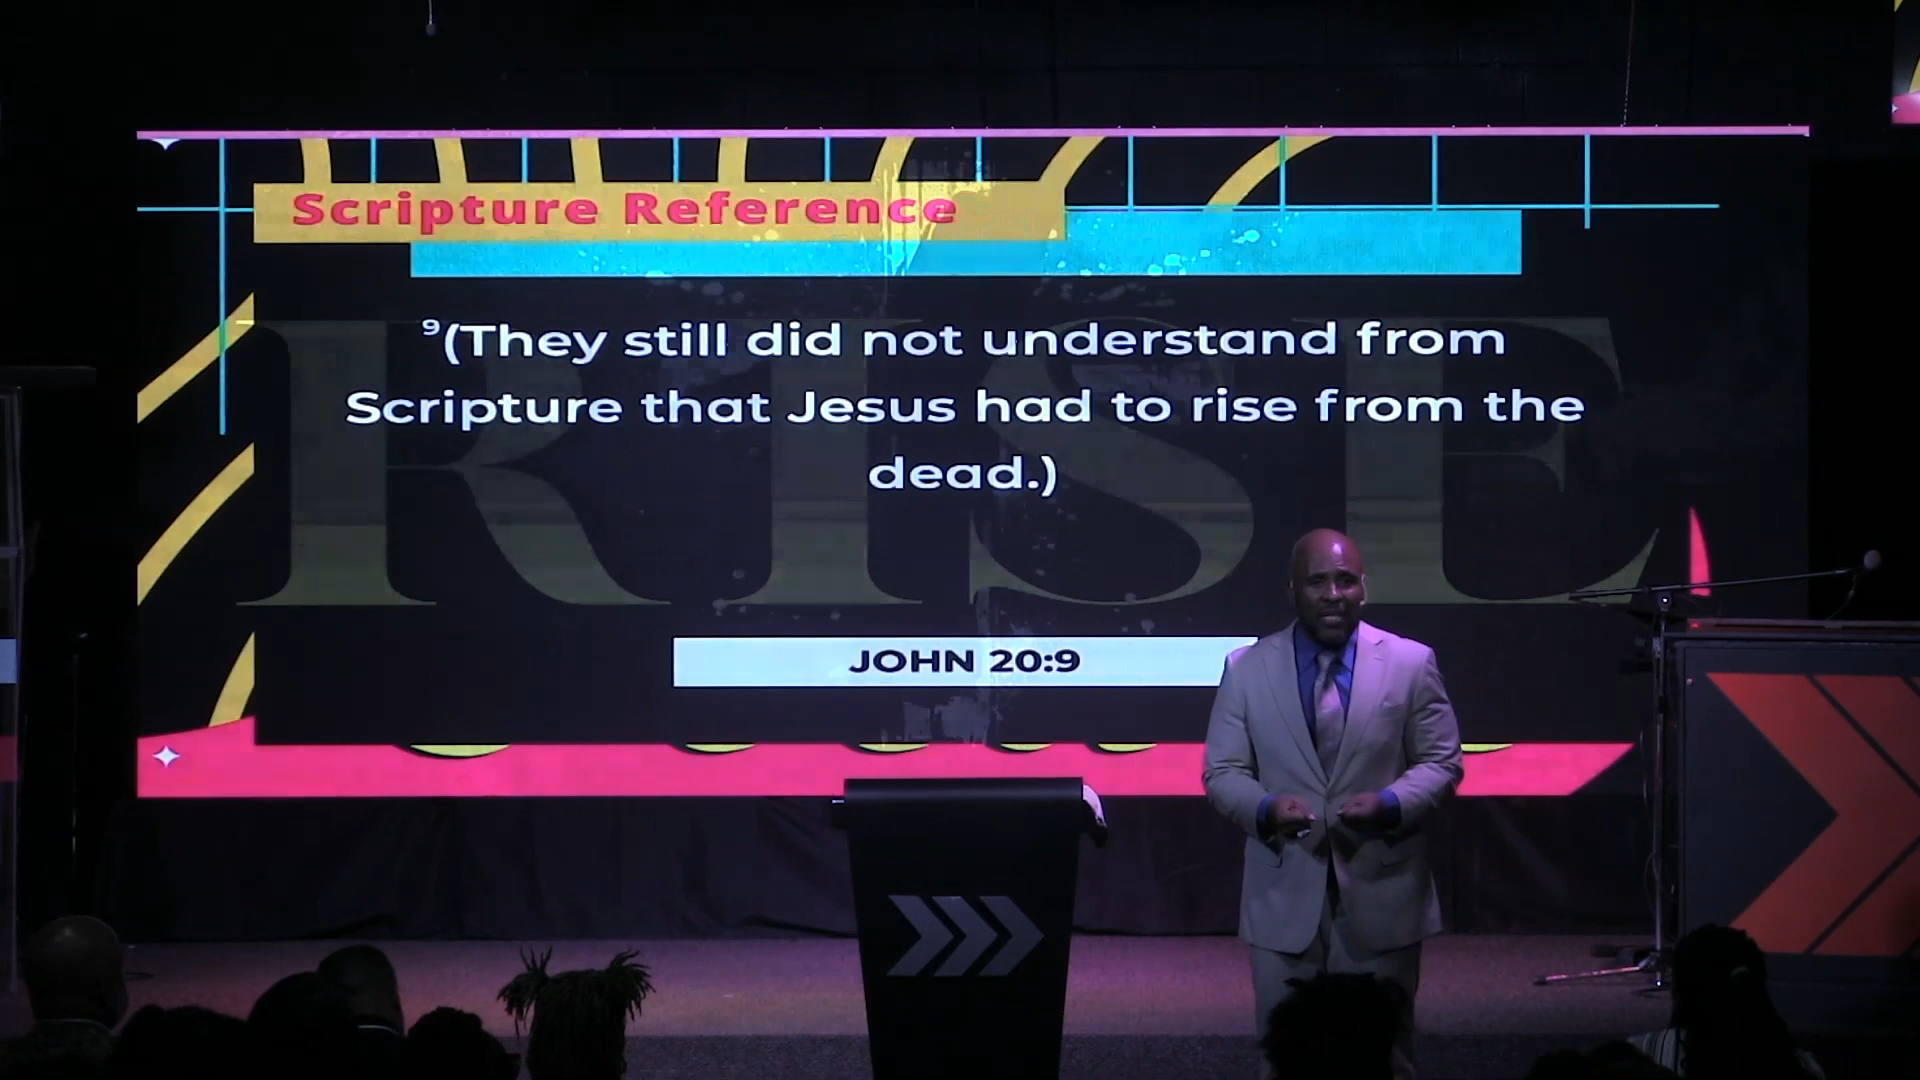 Scripture Reference
⁹(They still did not understand from
Scripture that Jesus had to rise from the
dead.)
RISE
JOHN 20:9